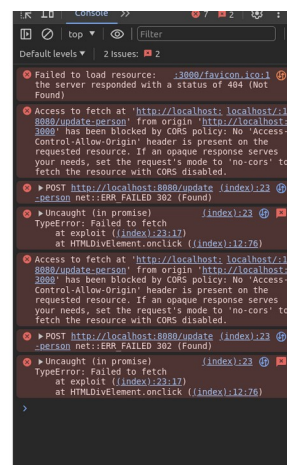 Console
7 2
top ▼ Filter
Default levels ▼ 2 Issues: 2
Failed to load resource: :3000/favicon.ico:1
the server responded with a status of 404 (Not
Found)
Access to fetch at 'http://localhost: localhost/:1
8080/update-person' from origin 'http://localhost:
3000' has been blocked by CORS policy: No 'Access-
Control-Allow-Origin' header is present on the
requested resource. If an opaque response serves
your needs, set the request's mode to 'no-cors' to
fetch the resource with CORS disabled.
▶POST http://localhost:8080/update (index):23
-person net::ERR_FAILED 302 (Found)
▶Uncaught (in promise) (index):23
TypeError: Failed to fetch
at exploit ((index):23:17)
at HTMLDivElement.onclick ((index):12:76)
Access to fetch at 'http://localhost: localhost/:1
8080/update-person' from origin 'http://localhost:
3000' has been blocked by CORS policy: No 'Access-
Control-Allow-Origin' header is present on the
requested resource. If an opaque response serves
your needs, set the request's mode to 'no-cors' to
fetch the resource with CORS disabled.
▶POST http://localhost:8080/update (index):23
-person net::ERR_FAILED 302 (Found)
▶Uncaught (in promise) (index):23
TypeError: Failed to fetch
at exploit ((index):23:17)
at HTMLDivElement.onclick ((index):12:76)